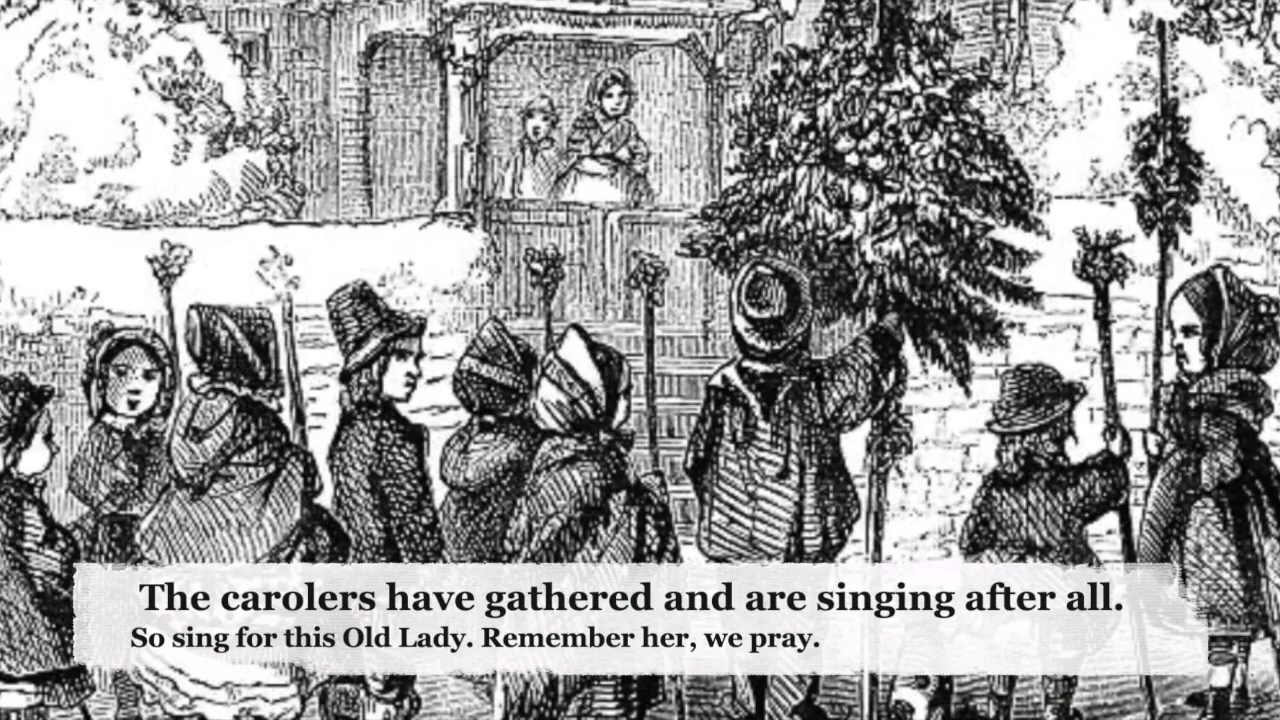 The carolers have gathered and are singing after all.
So sing for this Old Lady. Remember her, we pray.